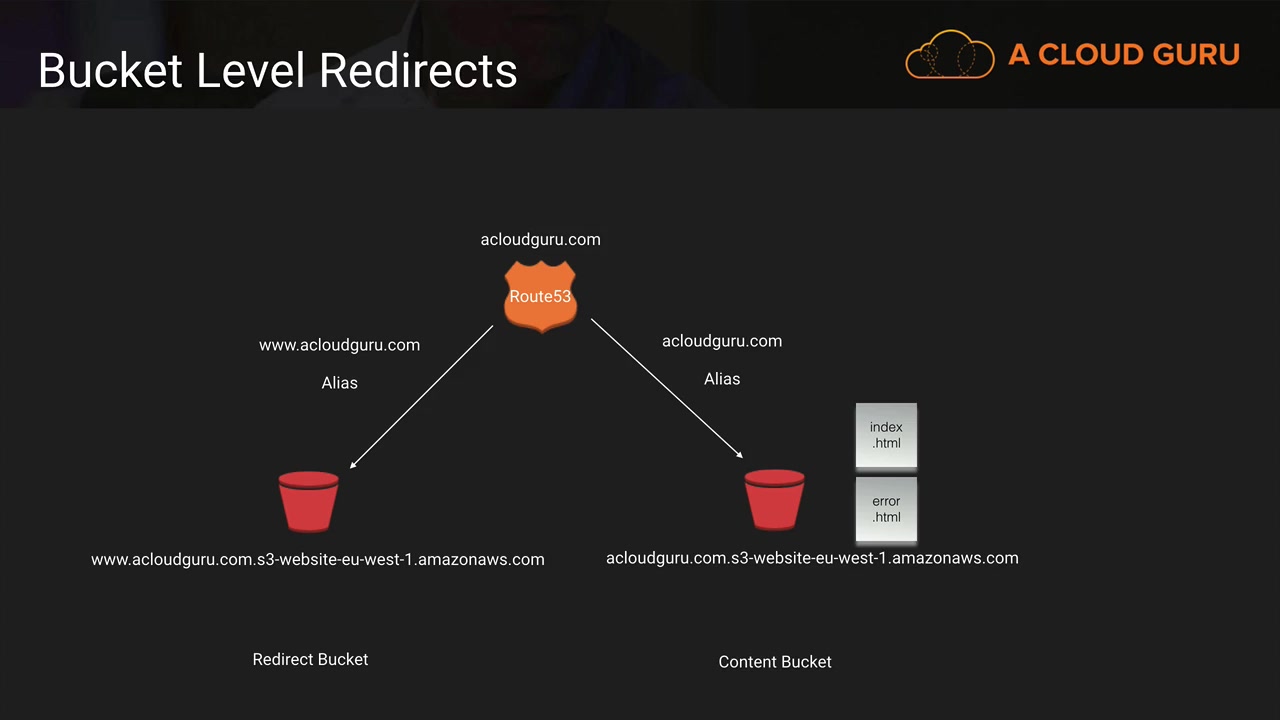 Bucket Level Redirects
A CLOUD GURU
acloudguru.com
Route53
www.acloudguru.com
Alias
acloudguru.com
Alias
index
.html
error
.html
www.acloudguru.com.s3-website-eu-west-1.amazonaws.com
acloudguru.com.s3-website-eu-west-1.amazonaws.com
Redirect Bucket
Content Bucket